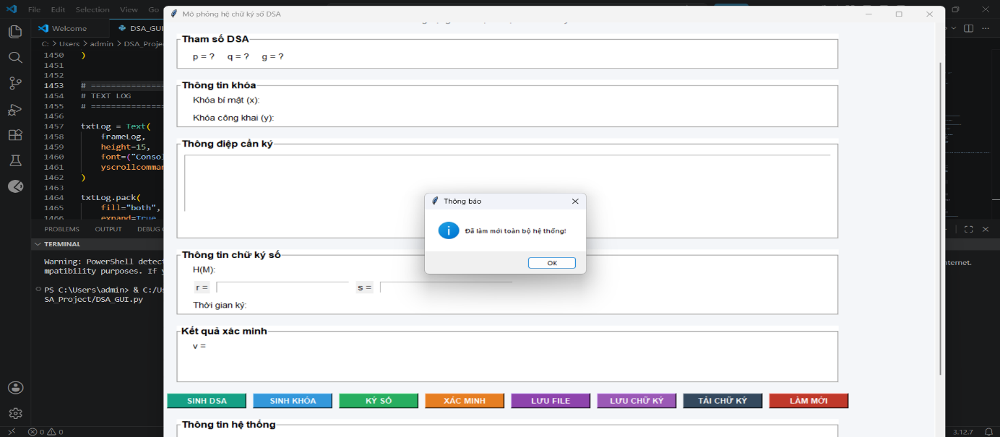 File Edit Selection View Go
Mô phỏng hệ chữ ký số DSA
Welcome
DSA_GUI
C: > Users > admin > DSA_Proje
1450 )
1451
1452
1453 # ===============
1454 # TEXT LOG
1455 # ===============
1456
1457 txtLog = Text(
1458 frameLog,
1459 height=15,
1460 font=("Consol
1461 yscrollcomman
1462 )
1463
1464 txtLog.pack(
1465 fill="both",
1466 expand=True
PROBLEMS OUTPUT DEBUG
TERMINAL
Warning: PowerShell detect
mpatibility purposes. If
nternet.
PS C:\Users\admin> & C:/Us
SA_Project/DSA_GUI.py
Tham số DSA
p = ? q = ? g = ?
Thông tin khóa
Khóa bí mật (x):
Khóa công khai (y):
Thông điệp cần ký
Thông báo
Đã làm mới toàn bộ hệ thống!
OK
Thông tin chữ ký số
H(M):
r = s =
Thời gian ký:
Kết quả xác minh
v =
SINH DSA SINH KHÓA KÝ SỐ XÁC MINH LƯU FILE LƯU CHỮ KÝ TẢI CHỮ KÝ LÀM MỚI
Thông tin hệ thống
0 0
3.12.7